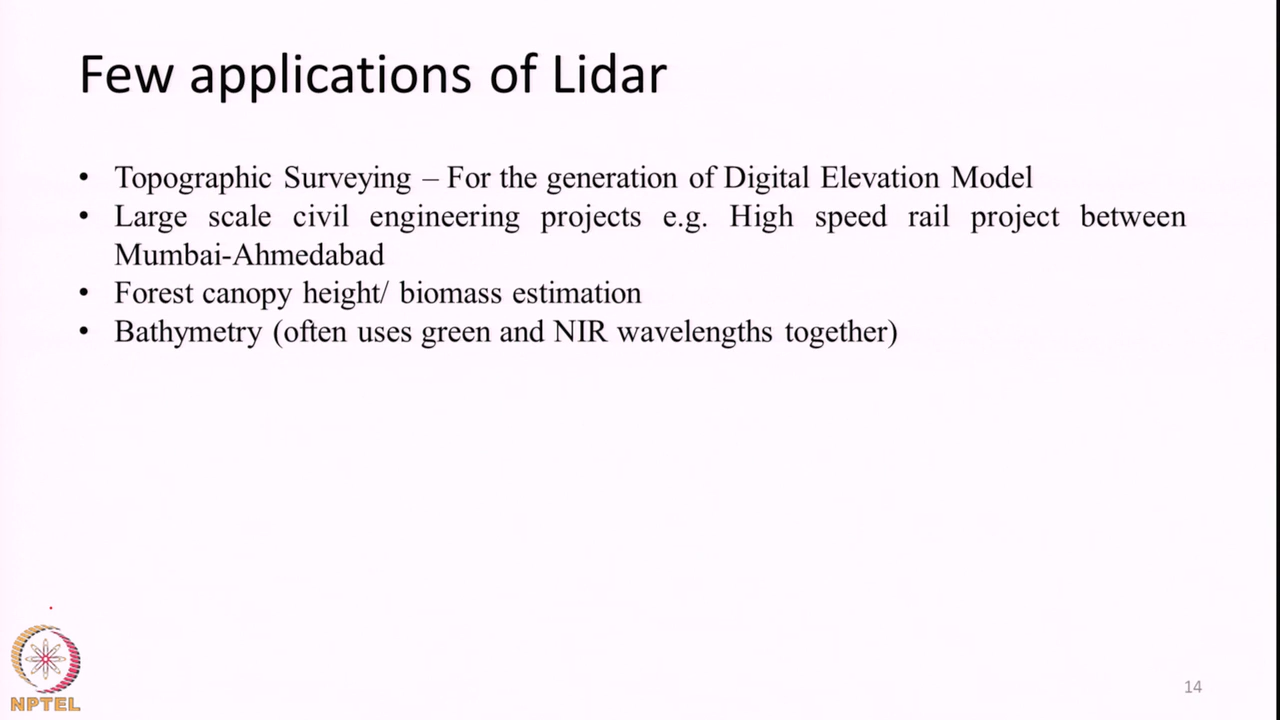 Few applications of Lidar
• Topographic Surveying – For the generation of Digital Elevation Model
• Large scale civil engineering projects e.g. High speed rail project between
Mumbai-Ahmedabad
• Forest canopy height/ biomass estimation
• Bathymetry (often uses green and NIR wavelengths together)
NPTEL
14